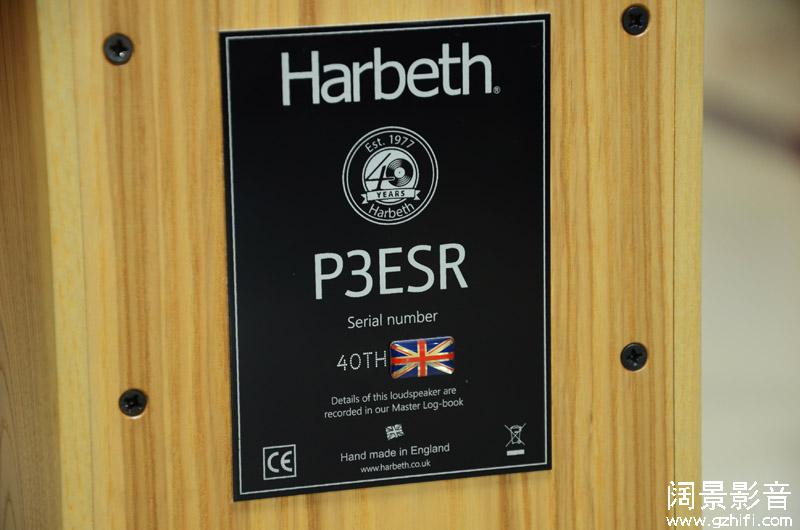 Harbeth®
Est. 1977
40
YEARS
Harbeth
P3ESR
Serial number
40TH
Details of this loudspeaker are
recorded in our Master Log-book
CE
Hand made in England
www.harbeth.co.uk
阔景影音
www.gzhifi.com